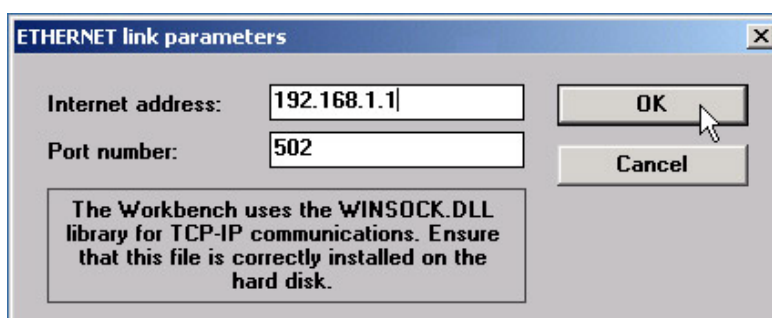 ETHERNET link parameters
Internet address: 192.168.1.1 OK
Port number: 502
Cancel
The Workbench uses the WINSOCK.DLL
library for TCP-IP communications. Ensure
that this file is correctly installed on the
hard disk.